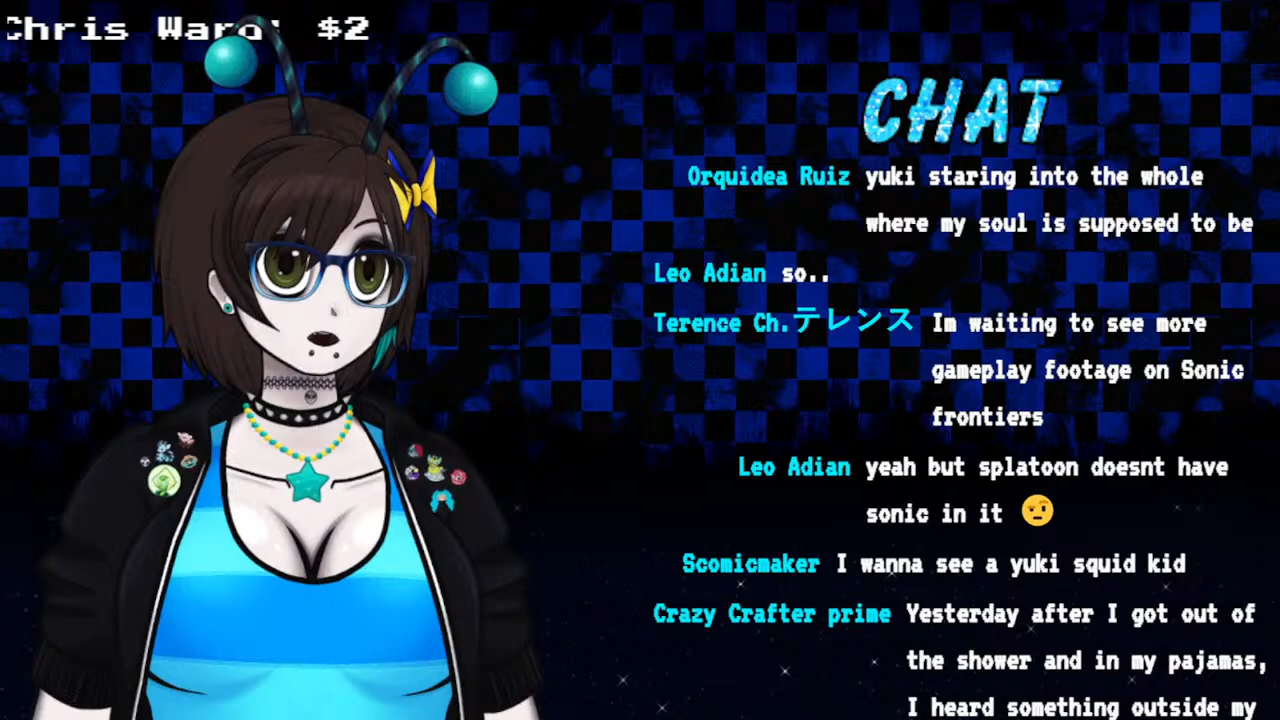 Chris Ward: $2
CHAT
Orquidea Ruiz yuki staring into the whole
where my soul is supposed to be
Leo Adian so..
Terence Ch.テレンス Im waiting to see more
gameplay footage on Sonic
frontiers
Leo Adian yeah but splatoon doesnt have
sonic in it 🤨
Scomicmaker I wanna see a yuki squid kid
Crazy Crafter prime Yesterday after I got out of
the shower and in my pajamas,
I heard something outside my